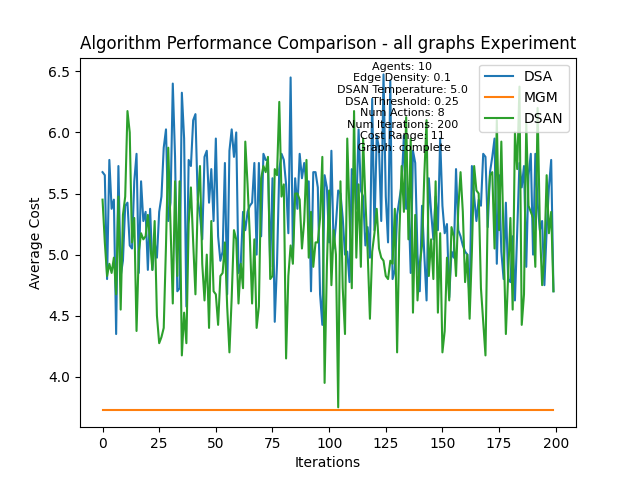 Algorithm Performance Comparison - all graphs Experiment
Agents: 10
Edge Density: 0.1
DSAN Temperature: 5.0
DSA Threshold: 0.25
Num Actions: 8
Num Iterations: 200
Cost Range: 11
Graph: complete
DSA
MGM
DSAN
Average Cost
6.5
6.0
5.5
5.0
4.5
4.0
0 25 50 75 100 125 150 175 200
Iterations